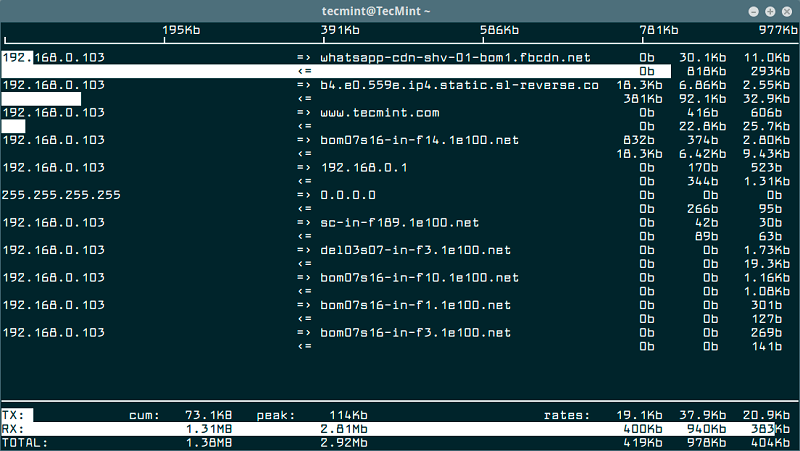 tecmint@TecMint ~
195Kb 391Kb 586Kb 781Kb 977Kb
192.168.0.103 => whatsapp-cdn-shv-01-bom1.fbcdn.net 0b 30.1Kb 11.0Kb
<= 0b 818Kb 293Kb
192.168.0.103 => b4.e0.559e.ip4.static.sl-reverse.co 18.3Kb 6.86Kb 2.55Kb
<= 381Kb 92.1Kb 32.9Kb
192.168.0.103 => www.tecmint.com 0b 416b 606b
<= 0b 22.8Kb 25.7Kb
192.168.0.103 => bom07s16-in-f14.1e100.net 832b 374b 2.80Kb
<= 18.3Kb 6.42Kb 9.43Kb
192.168.0.103 => 192.168.0.1 0b 170b 523b
<= 0b 344b 1.31Kb
255.255.255.255 => 0.0.0.0 0b 0b 0b
<= 0b 266b 95b
192.168.0.103 => sc-in-f189.1e100.net 0b 42b 30b
<= 0b 89b 63b
192.168.0.103 => del03s07-in-f3.1e100.net 0b 0b 1.73Kb
<= 0b 0b 19.3Kb
192.168.0.103 => bom07s16-in-f10.1e100.net 0b 0b 1.16Kb
<= 0b 0b 1.08Kb
192.168.0.103 => bom07s16-in-f1.1e100.net 0b 0b 301b
<= 0b 0b 127b
192.168.0.103 => bom07s16-in-f3.1e100.net 0b 0b 269b
<= 0b 0b 141b
TX: cum: 73.1KB peak: 114Kb rates: 19.1Kb 37.9Kb 20.9Kb
RX: 1.31MB 2.81Mb 400Kb 940Kb 383Kb
TOTAL: 1.38MB 2.92Mb 419Kb 978Kb 404Kb